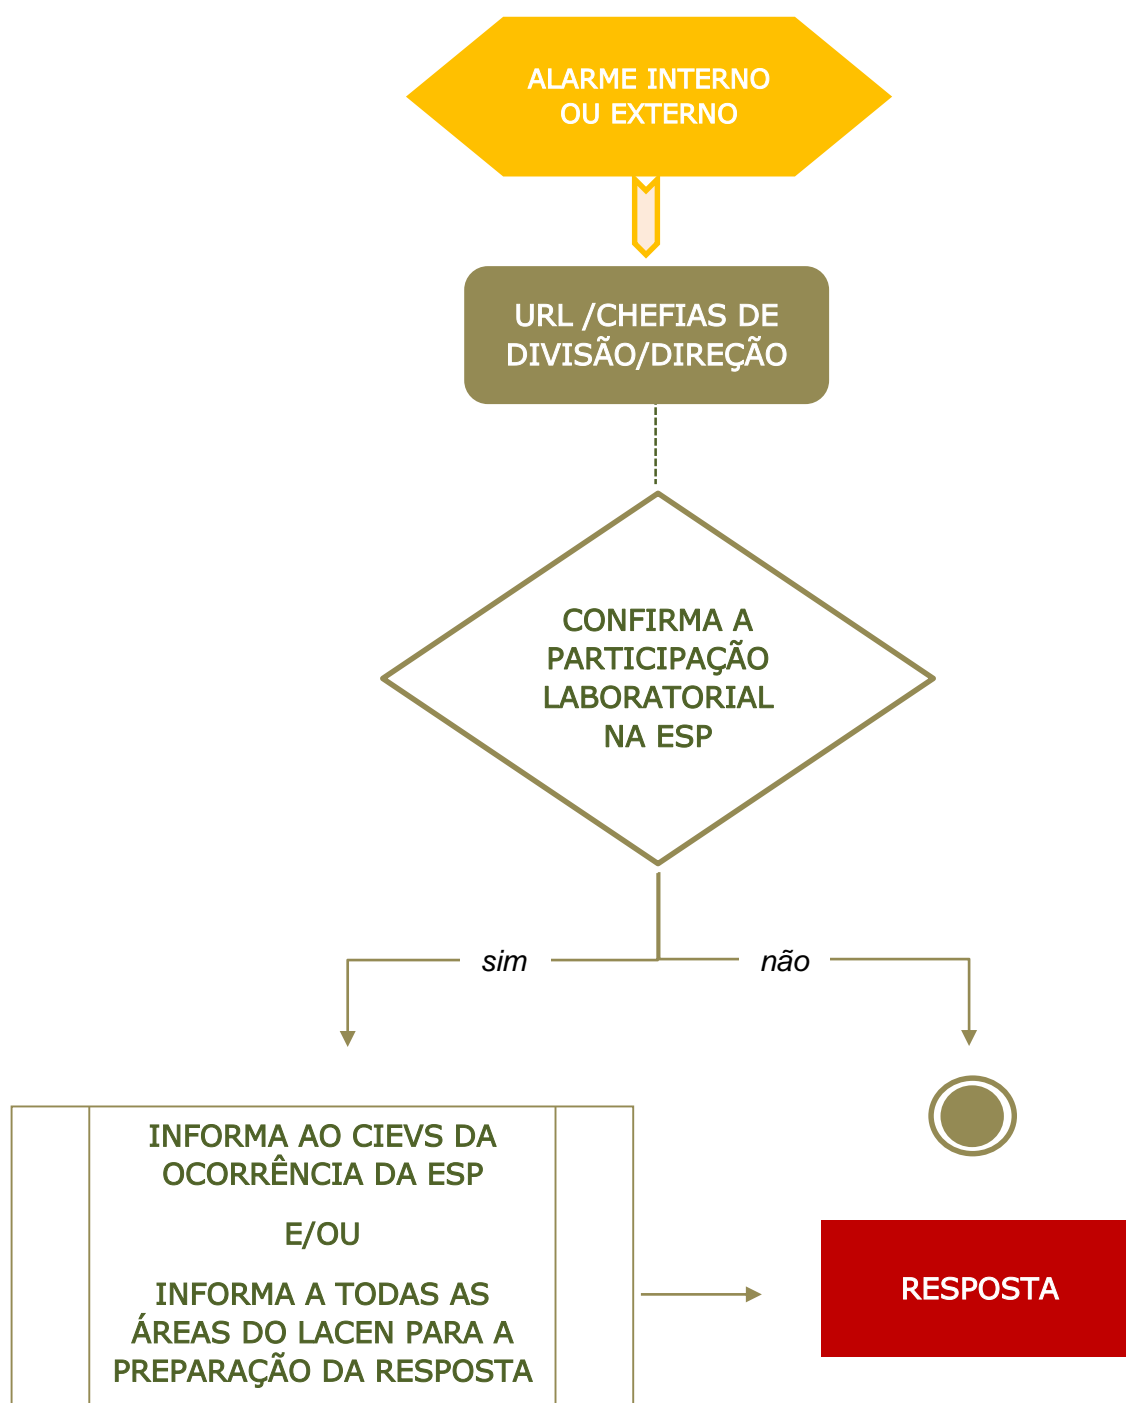 ALARME INTERNO
OU EXTERNO
URL /CHEFIAS DE
DIVISÃO/DIREÇÃO
CONFIRMA A
PARTICIPAÇÃO
LABORATORIAL
NA ESP
sim
não
INFORMA AO CIEVS DA
OCORRÊNCIA DA ESP
E/OU
INFORMA A TODAS AS
ÁREAS DO LACEN PARA A
PREPARAÇÃO DA RESPOSTA
RESPOSTA